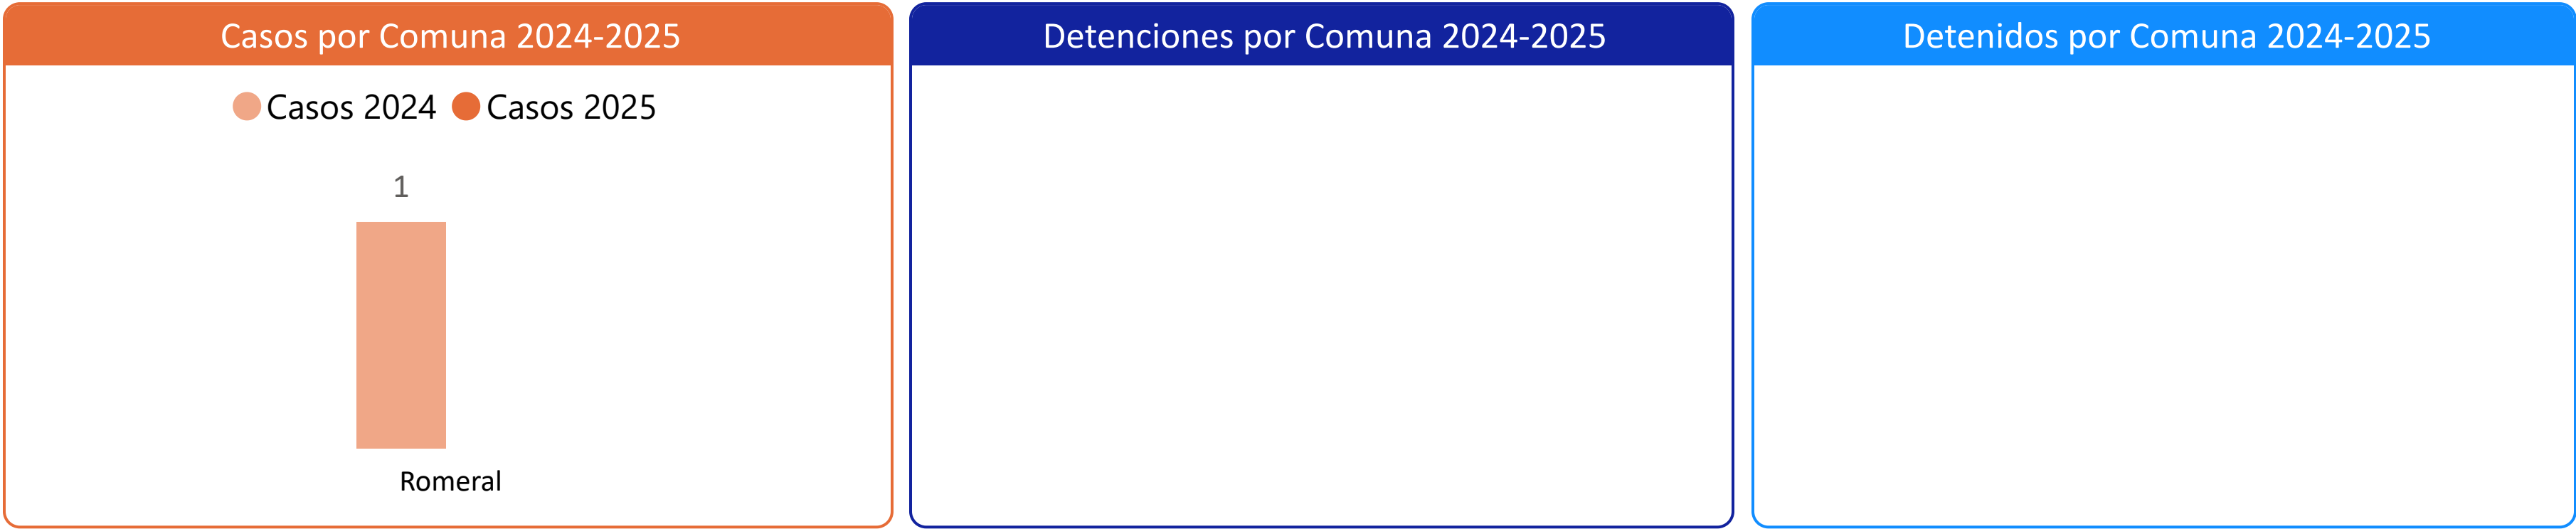 Casos por Comuna 2024-2025
Casos 2024 Casos 2025
1
Romeral
Detenciones por Comuna 2024-2025
Detenidos por Comuna 2024-2025